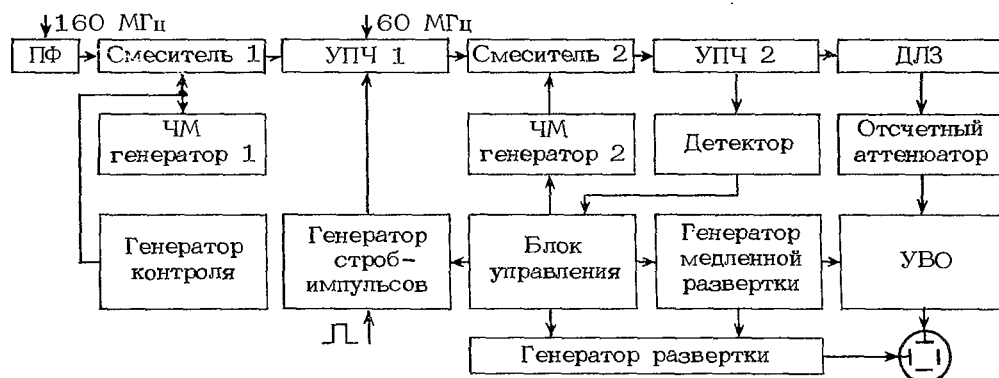 160 МГц
60 МГц
ПФ
Смеситель 1
УПЧ 1
Смеситель 2
УПЧ 2
ДЛЗ
ЧМ
генератор 1
ЧМ
генератор 2
Детектор
Отсчетный
аттенюатор
Генератор
контроля
Генератор
строб-
импульсов
Блок
управления
Генератор
медленной
развертки
УВО
Генератор развертки